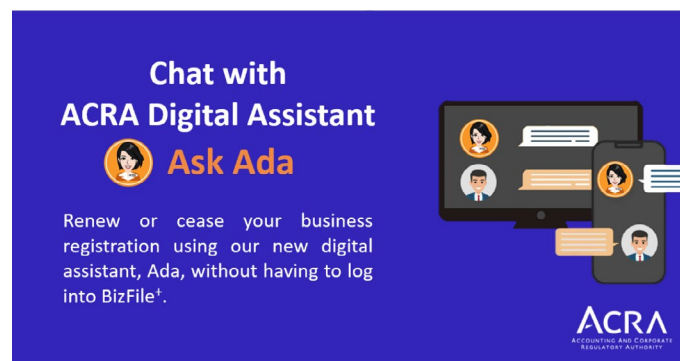 Chat with
ACRA Digital Assistant
Ask Ada
Renew or cease your business
registration using our new digital
assistant, Ada, without having to log
into BizFile⁺.
ACRA
ACCOUNTING AND CORPORATE
REGULATORY AUTHORITY